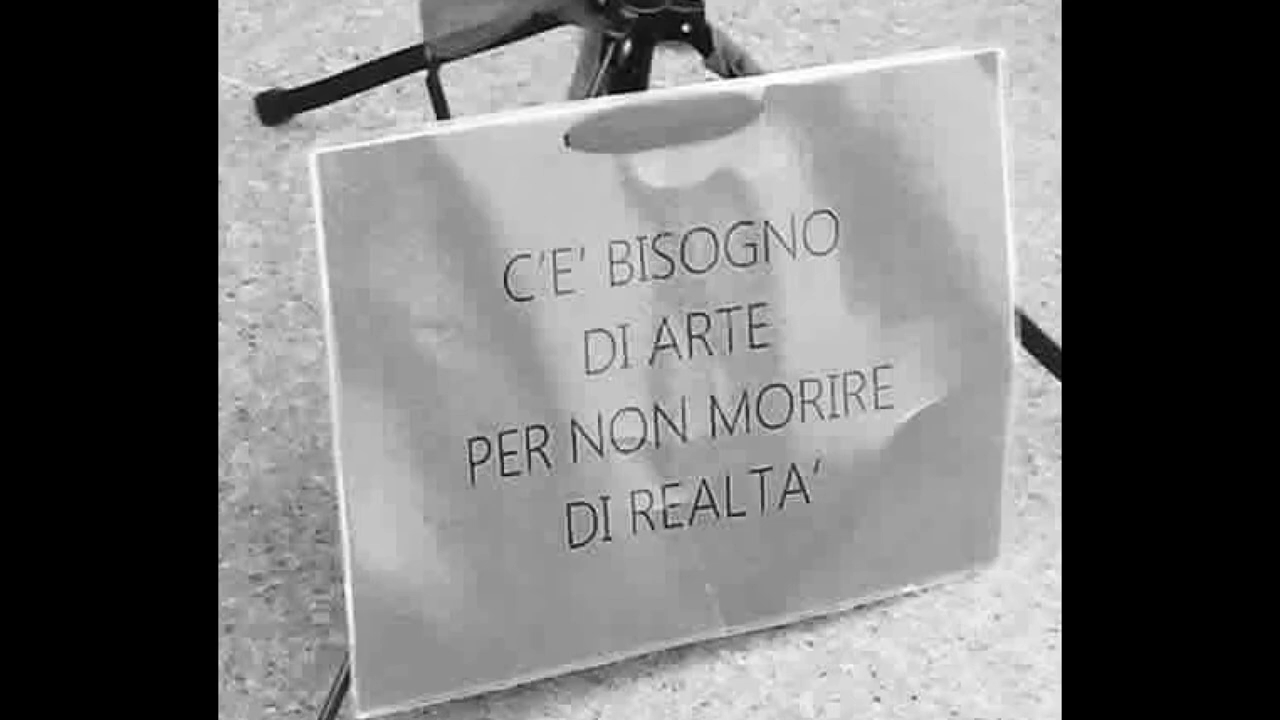 C'E' BISOGNO
DI ARTE
PER NON MORIRE
DI REALTA'